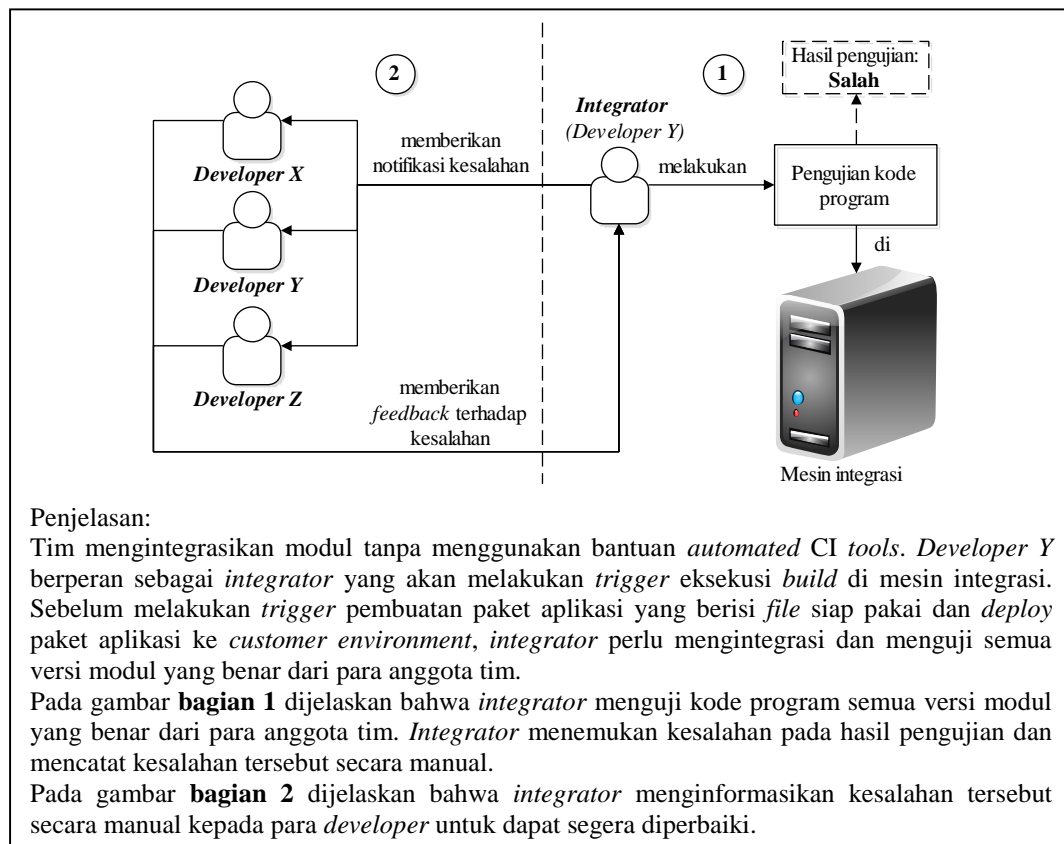 2
1
Hasil pengujian:
Salah
Integrator
(Developer Y)
memberikan
notifikasi kesalahan
melakukan
Pengujian kode
program
di
Developer X
Developer Y
Developer Z
memberikan
feedback terhadap
kesalahan
Mesin integrasi
Penjelasan:
Tim mengintegrasikan modul tanpa menggunakan bantuan automated CI tools. Developer Y
berperan sebagai integrator yang akan melakukan trigger eksekusi build di mesin integrasi.
Sebelum melakukan trigger pembuatan paket aplikasi yang berisi file siap pakai dan deploy
paket aplikasi ke customer environment, integrator perlu mengintegrasi dan menguji semua
versi modul yang benar dari para anggota tim.
Pada gambar bagian 1 dijelaskan bahwa integrator menguji kode program semua versi modul
yang benar dari para anggota tim. Integrator menemukan kesalahan pada hasil pengujian dan
mencatat kesalahan tersebut secara manual.
Pada gambar bagian 2 dijelaskan bahwa integrator menginformasikan kesalahan tersebut
secara manual kepada para developer untuk dapat segera diperbaiki.